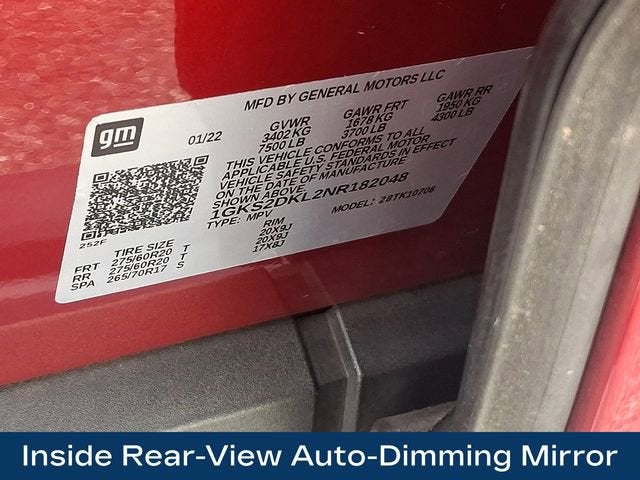 MFD BY GENERAL MOTORS LLC
gm
01/22
GVWR
3402 KG
7500 LB
GAWR FRT
1678 KG
3700 LB
GAWR RR
1950 KG
4300 LB
THIS VEHICLE CONFORMS TO ALL
APPLICABLE U.S. FEDERAL MOTOR
VEHICLE SAFETY STANDARDS IN EFFECT
ON THE DATE OF MANUFACTURE
1GKS2DKL2NR182048
TYPE: MPV
MODEL: 28TK10706
252F
TIRE SIZE
RIM
FRT 275/60R20 T 20X9J
RR 275/60R20 T 20X9J
SPA 265/70R17 S 17X8J
Inside Rear-View Auto-Dimming Mirror